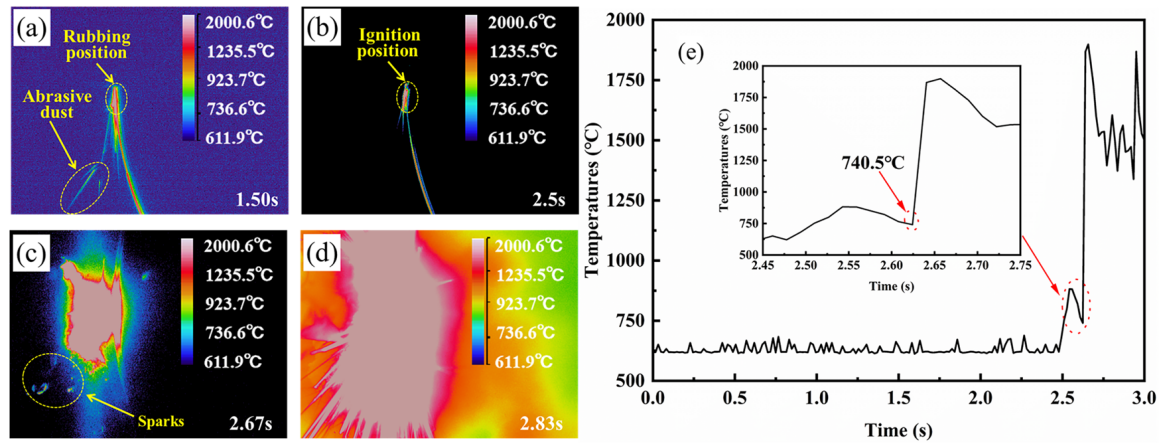 (a)
Rubbing
position
Abrasive
dust
2000.6℃
1235.5℃
923.7℃
736.6℃
611.9℃
1.50s
(b)
Ignition
position
2000.6℃
1235.5℃
923.7℃
736.6℃
611.9℃
2.5s
(c)
2000.6℃
1235.5℃
923.7℃
736.6℃
611.9℃
Sparks
2.67s
(d)
2000.6℃
1235.5℃
923.7℃
736.6℃
611.9℃
2.83s
(e)
Temperatures (℃)
2000
1750
1500
1250
1000
750
500
0.0 0.5 1.0 1.5 2.0 2.5 3.0
Time (s)
Temperatures (℃)
2000
1750
1500
1250
1000
750
500
740.5℃
2.45 2.50 2.55 2.60 2.65 2.70 2.75
Time (s)